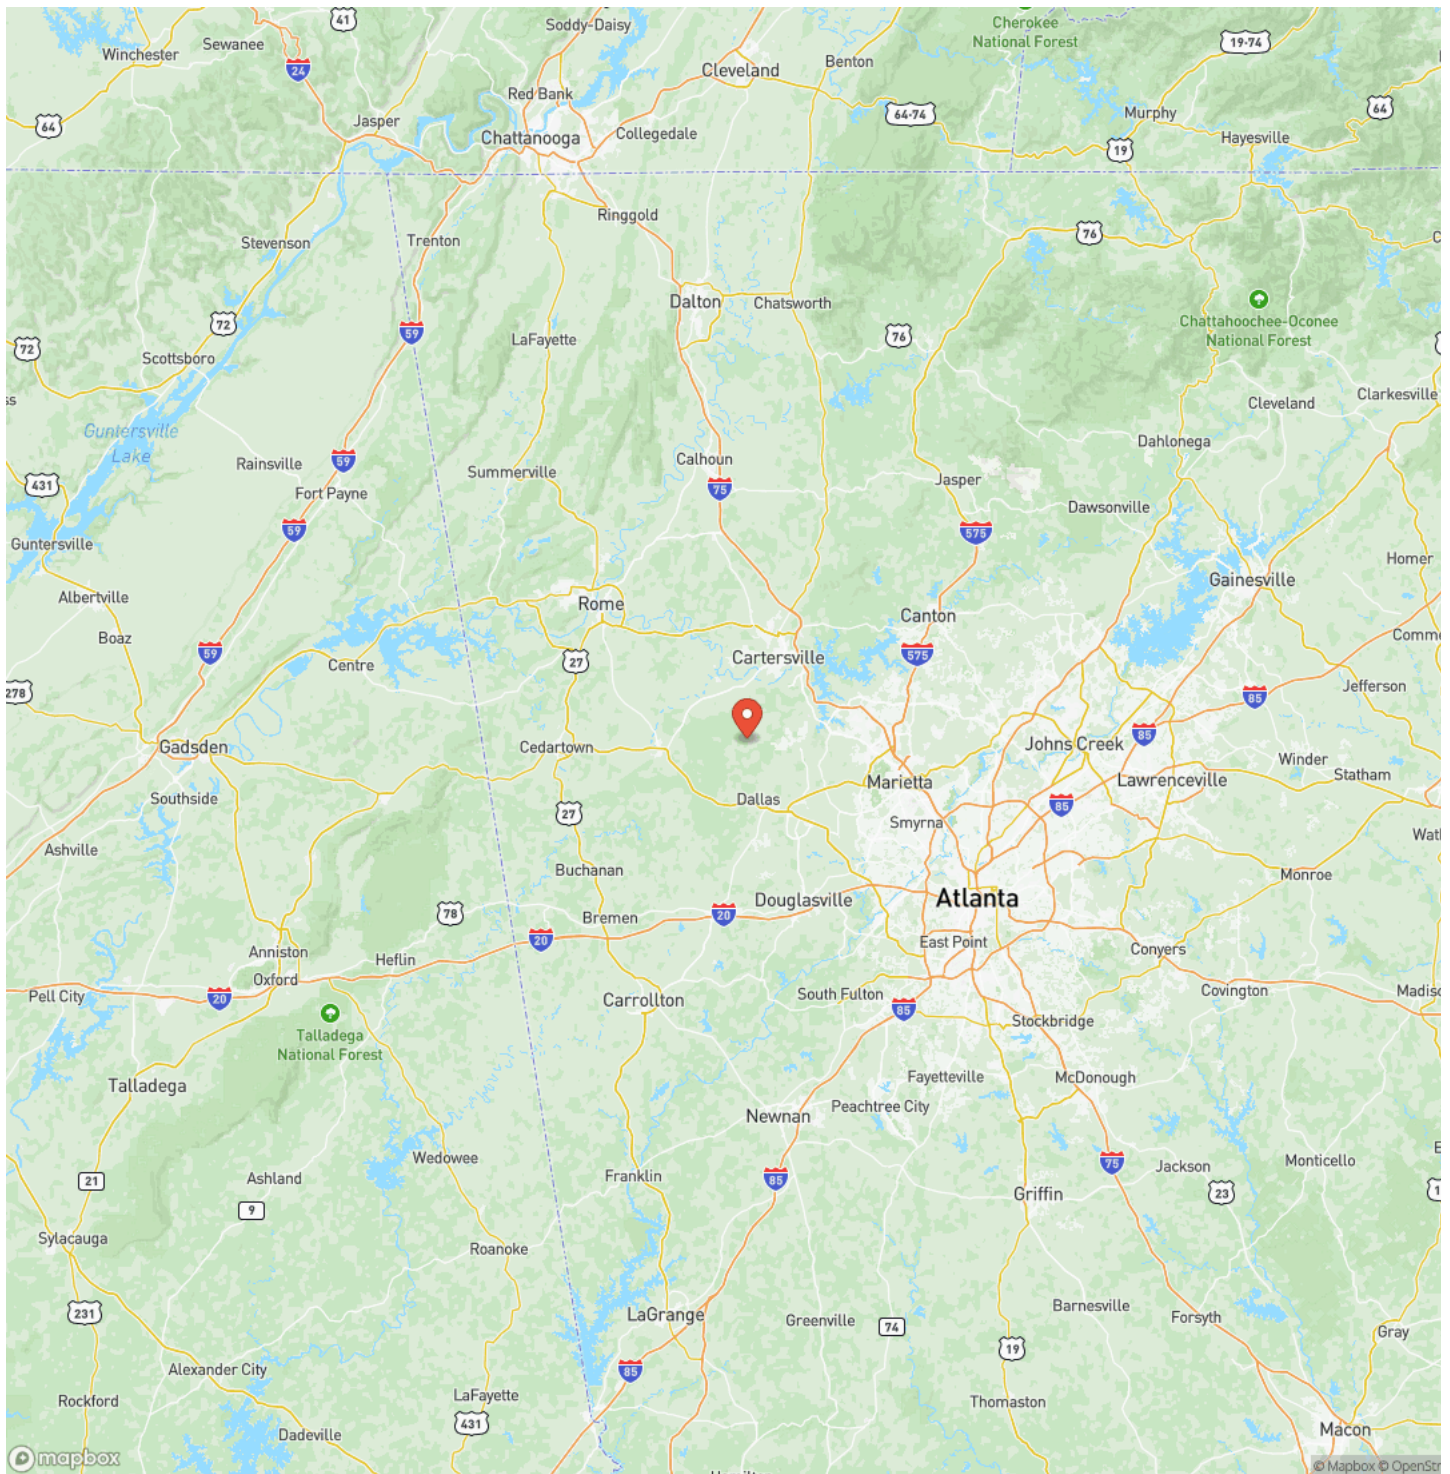 41
Cherokee
National Forest
Soddy-Daisy
Winchester
Sewanee
24
19-74
Cleveland
Benton
Red Bank
64
Jasper
Chattanooga
Collegedale
64-74
Murphy
64
Hayesville
19
Ringgold
Stevenson
Trenton
76
Dalton
Chatsworth
Chattahoochee-Oconee
National Forest
72
59
72
LaFayette
76
Scottsboro
Clarkesville
Cleveland
Guntersville
Lake
Dahlonega
Rainsville
59
Summerville
Calhoun
431
Fort Payne
75
Jasper
Dawsonville
59
575
Guntersville
Homer
Gainesville
Albertville
Rome
Canton
Boaz
Comme
59
Centre
27
Cartersville
575
278
85
Jefferson
Gadsden
Cedartown
85
Johns Creek
Winder
Marietta
Lawrenceville
Statham
Southside
Dallas
27
85
Smyrna
Ashville
Wat
Buchanan
Monroe
78
Bremen
20
Douglasville
Atlanta
20
East Point
Anniston
Heflin
Conyers
Oxford
Pell City
20
Carrollton
South Fulton
85
Covington
Madis
Talladega
National Forest
Stockbridge
Talladega
Fayetteville
McDonough
Newnan
Peachtree City
Wedowee
75
Monticello
21
Ashland
Franklin
85
Jackson
9
Griffin
23
1
Sylacauga
Roanoke
231
LaGrange
Greenville
74
Barnesville
Forsyth
19
Gray
Alexander City
85
Rockford
LaFayette
431
Thomaston
Dadeville
Macon
mapbox
© Mapbox © OpenStr